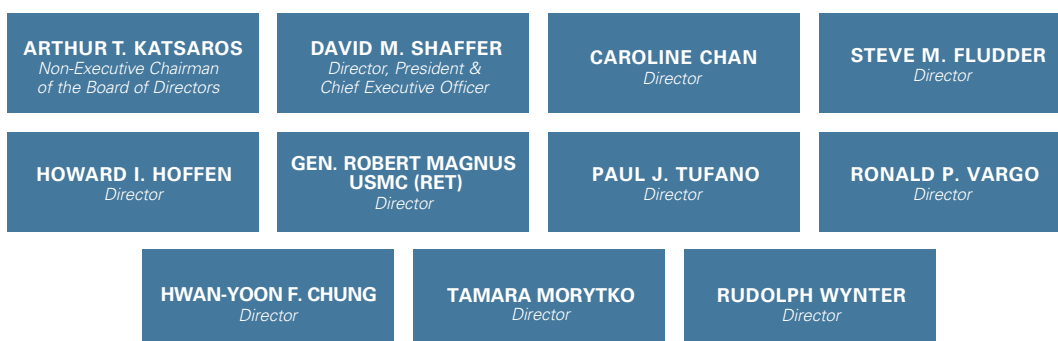 ARTHUR T. KATSAROS
Non-Executive Chairman
of the Board of Directors
DAVID M. SHAFFER
Director, President &
Chief Executive Officer
CAROLINE CHAN
Director
STEVE M. FLUDDER
Director
HOWARD I. HOFFEN
Director
GEN. ROBERT MAGNUS
USMC (RET)
Director
PAUL J. TUFANO
Director
RONALD P. VARGO
Director
HWAN-YOON F. CHUNG
Director
TAMARA MORYTKO
Director
RUDOLPH WYNTER
Director